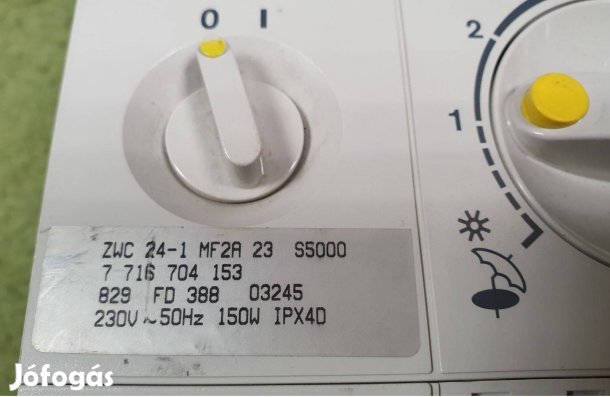 0 I
2
1
ZWC 24-1 MF2A 23 S5000
7 716 704 153
829 FD 388 03245
230V ~ 50Hz 150W IPX4D
Jófogás